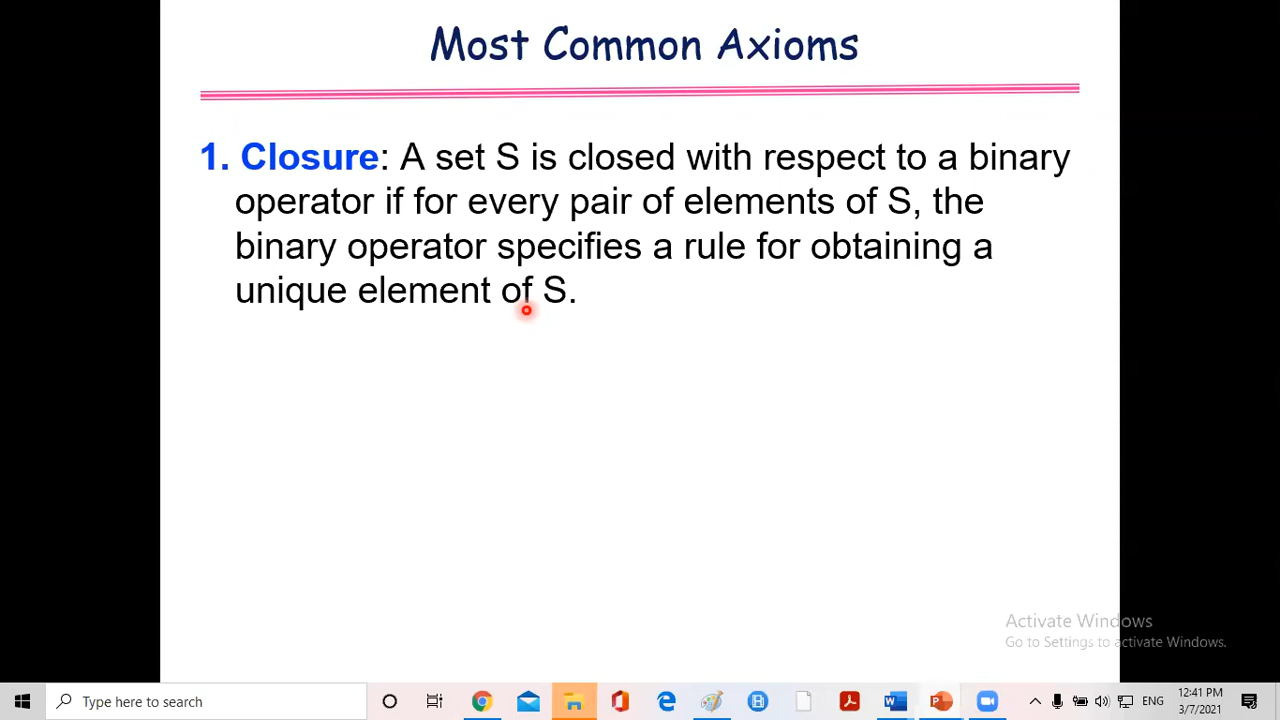 Most Common Axioms
1. Closure: A set S is closed with respect to a binary
operator if for every pair of elements of S, the
binary operator specifies a rule for obtaining a
unique element of S.
Activate Windows
Go to Settings to activate Windows.
Type here to search
ENG
12:41 PM
3/7/2021